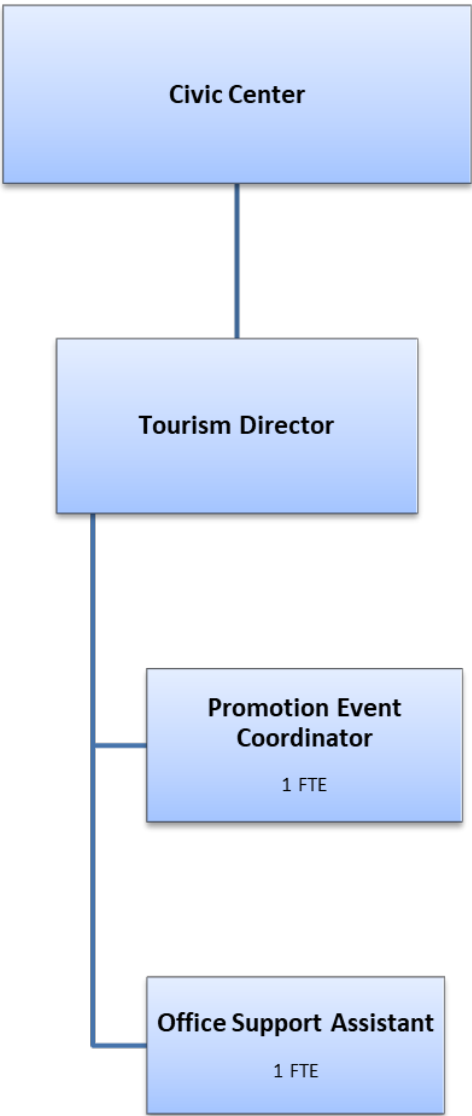 Civic Center
Tourism Director
Promotion Event
Coordinator
1 FTE
Office Support Assistant
1 FTE